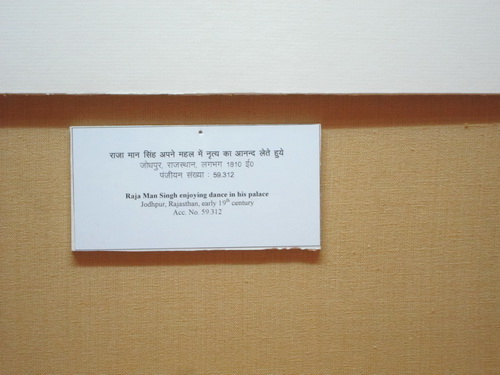 राजा मान सिंह अपने महल में नृत्य का आनन्द लेते हुये
जोधपुर, राजस्थान, लगभग 1810 ई०
पंजीयन संख्या : 59.312
Raja Man Singh enjoying dance in his palace
Jodhpur, Rajasthan, early 19th century
Acc. No. 59.312